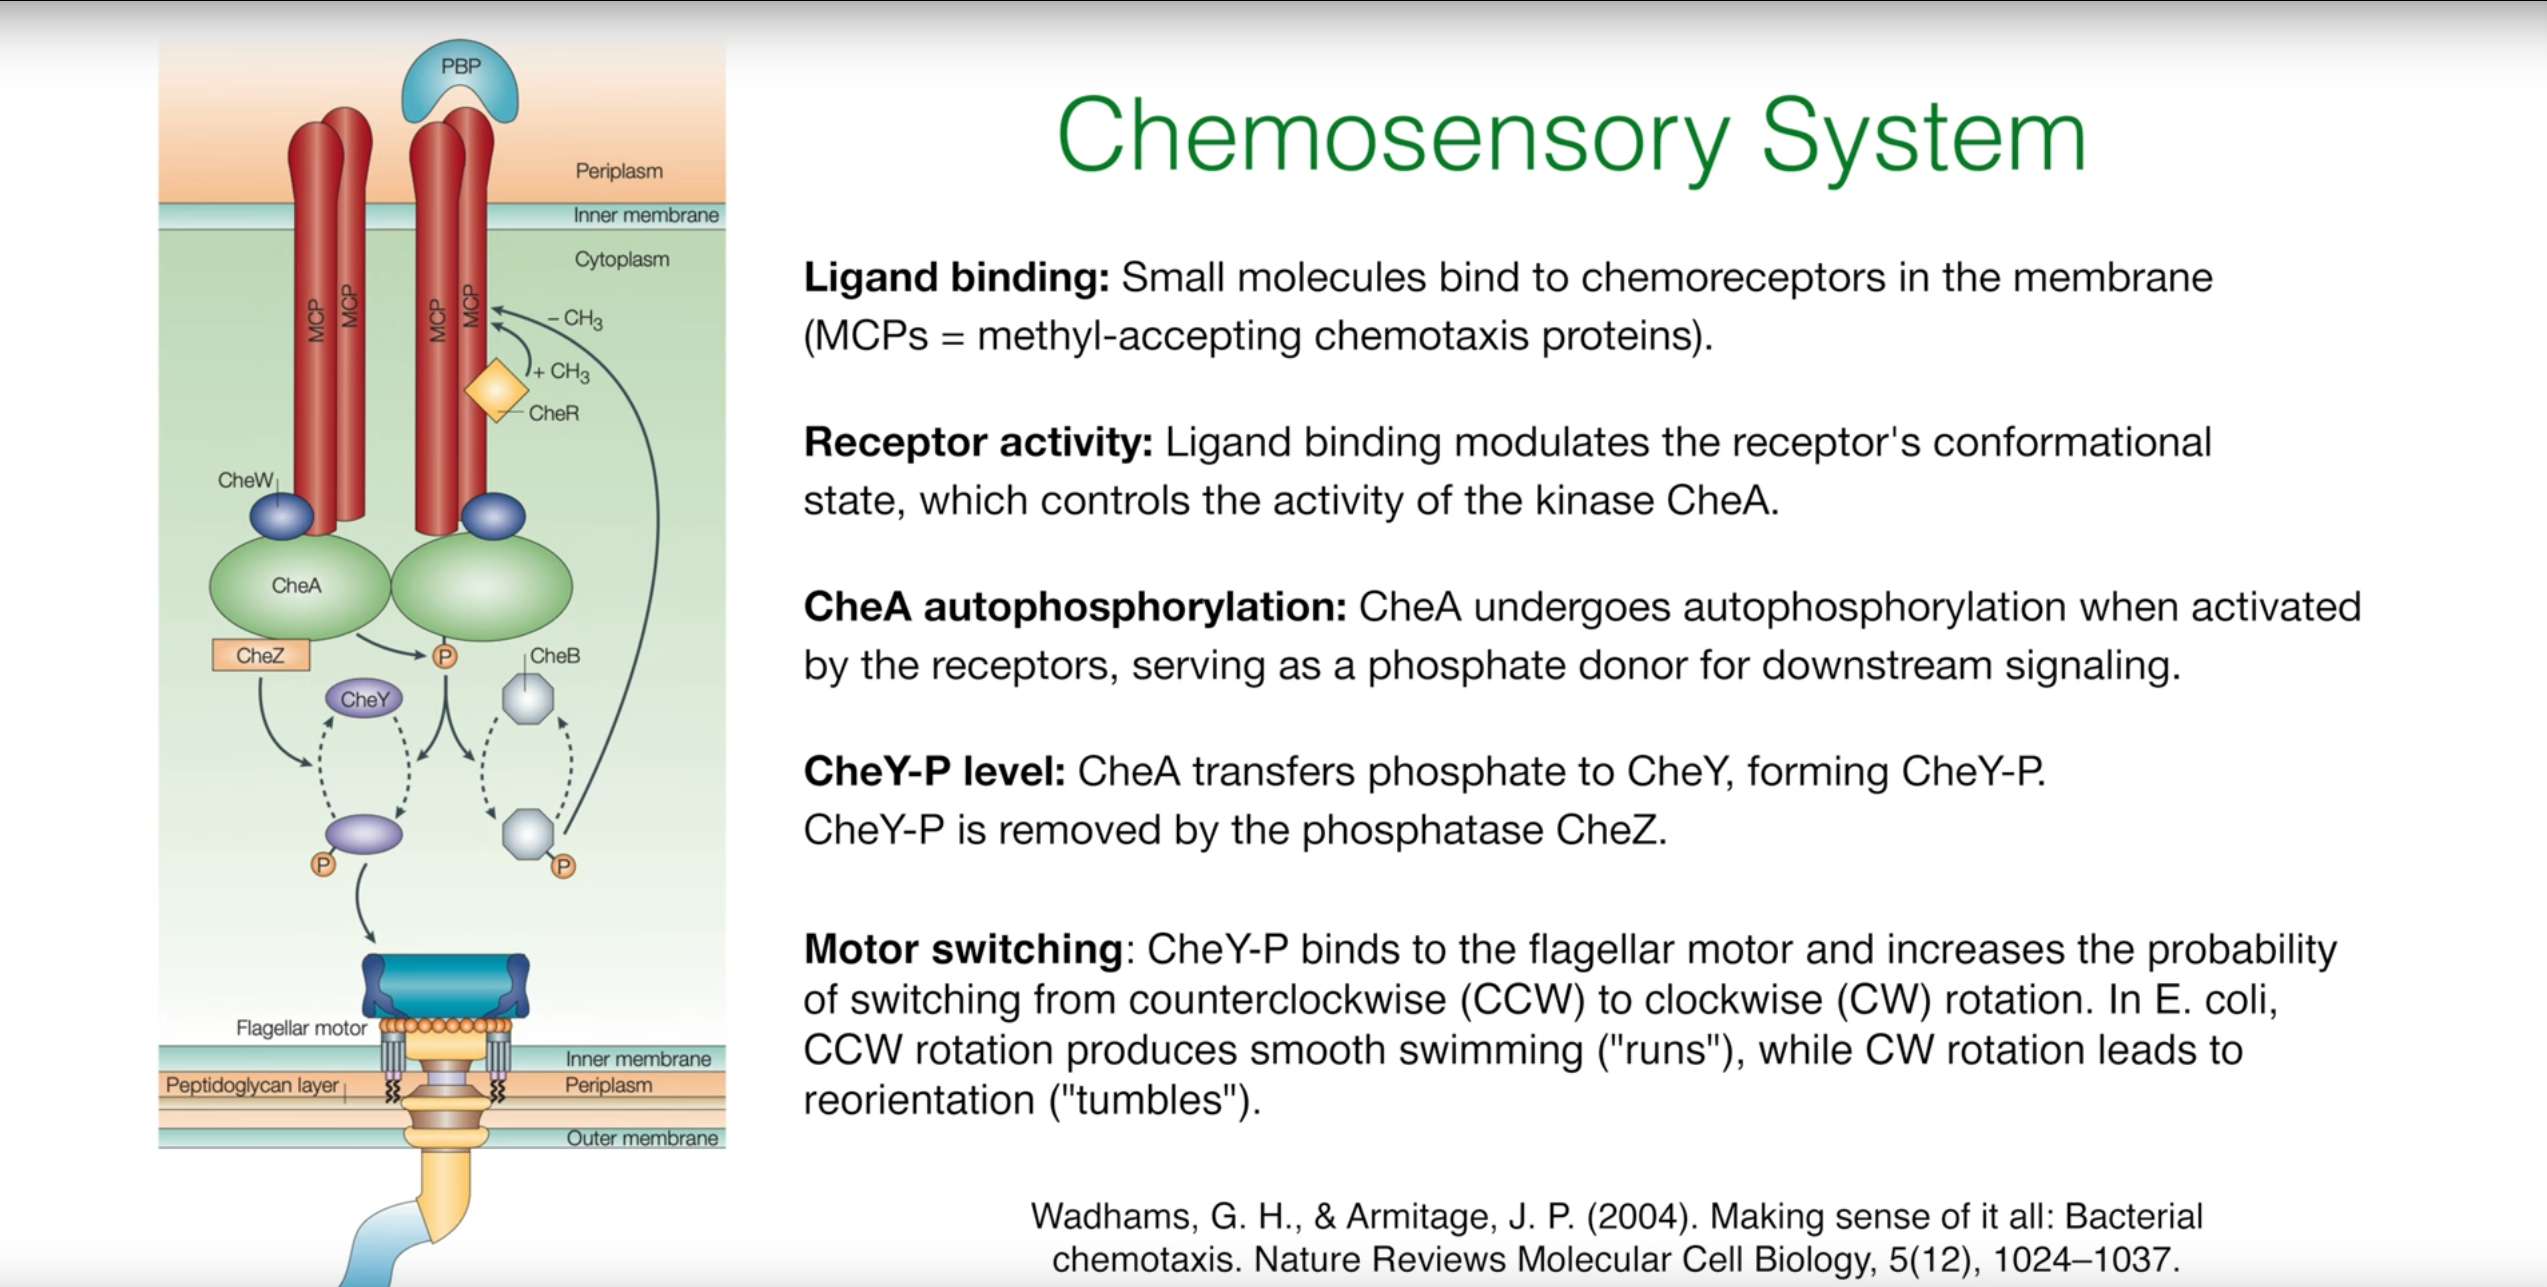 PBP
Periplasm
Inner membrane
Cytoplasm
MCP
MCP
MCP
MCP
– CH3
+ CH3
CheR
CheW
CheA
CheZ
P
CheB
CheY
P
P
Flagellar motor
Inner membrane
Peptidoglycan layer
Periplasm
Outer membrane
Chemosensory System
Ligand binding: Small molecules bind to chemoreceptors in the membrane
(MCPs = methyl-accepting chemotaxis proteins).
Receptor activity: Ligand binding modulates the receptor's conformational
state, which controls the activity of the kinase CheA.
CheA autophosphorylation: CheA undergoes autophosphorylation when activated
by the receptors, serving as a phosphate donor for downstream signaling.
CheY-P level: CheA transfers phosphate to CheY, forming CheY-P.
CheY-P is removed by the phosphatase CheZ.
Motor switching: CheY-P binds to the flagellar motor and increases the probability
of switching from counterclockwise (CCW) to clockwise (CW) rotation. In E. coli,
CCW rotation produces smooth swimming ("runs"), while CW rotation leads to
reorientation ("tumbles").
Wadhams, G. H., & Armitage, J. P. (2004). Making sense of it all: Bacterial
chemotaxis. Nature Reviews Molecular Cell Biology, 5(12), 1024–1037.